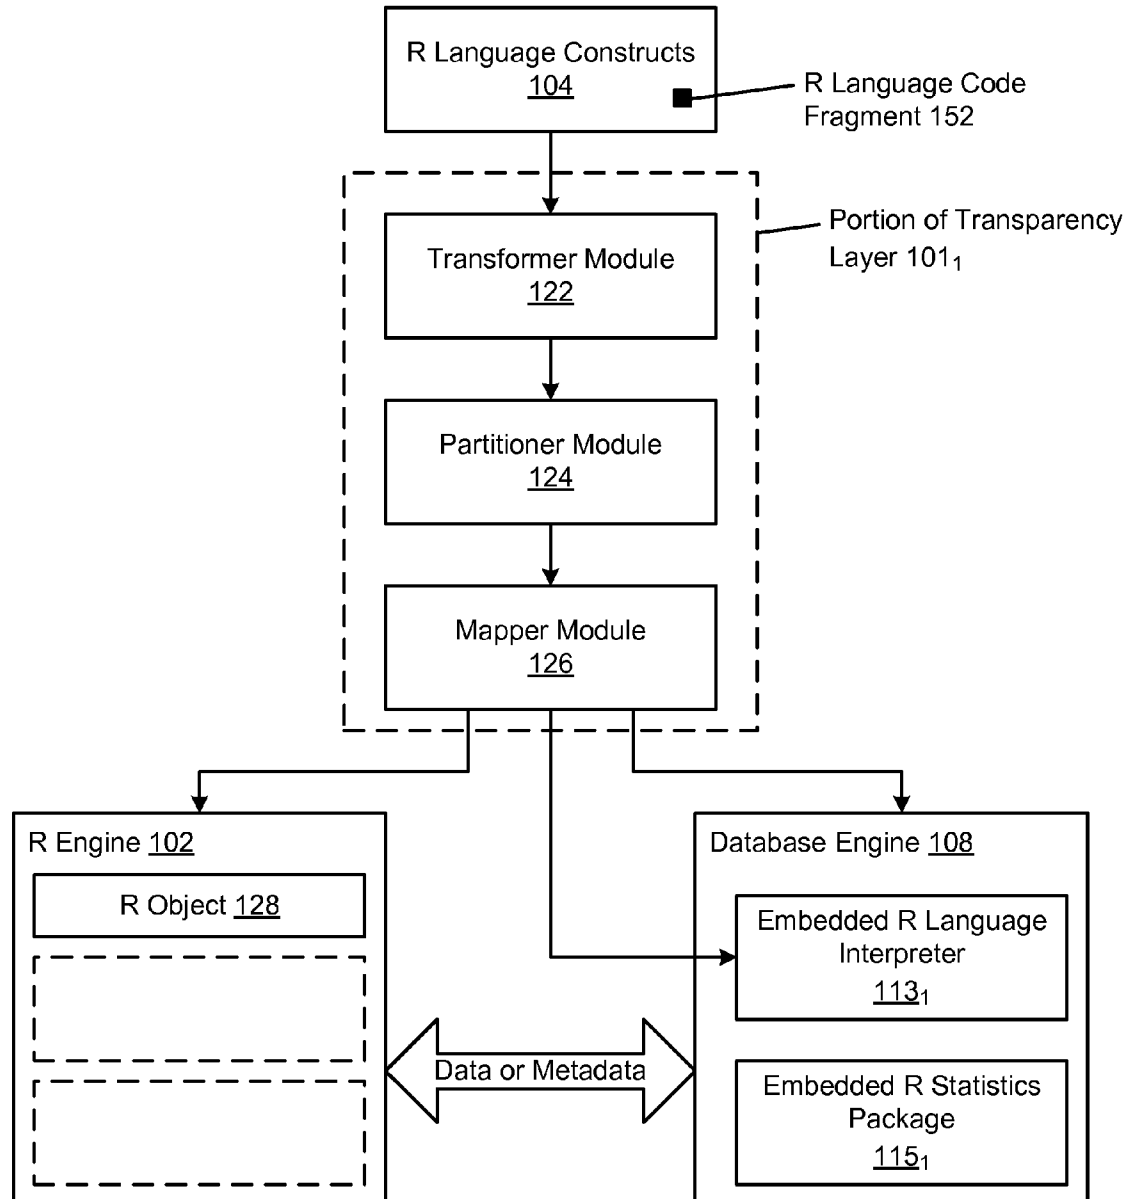 R Language Constructs
104
R Language Code
Fragment 152
Portion of Transparency
Layer 101₁
Transformer Module
122
Partitioner Module
124
Mapper Module
126
R Engine 102
R Object 128
Database Engine 108
Embedded R Language
Interpreter
113₁
Data or Metadata
Embedded R Statistics
Package
115₁